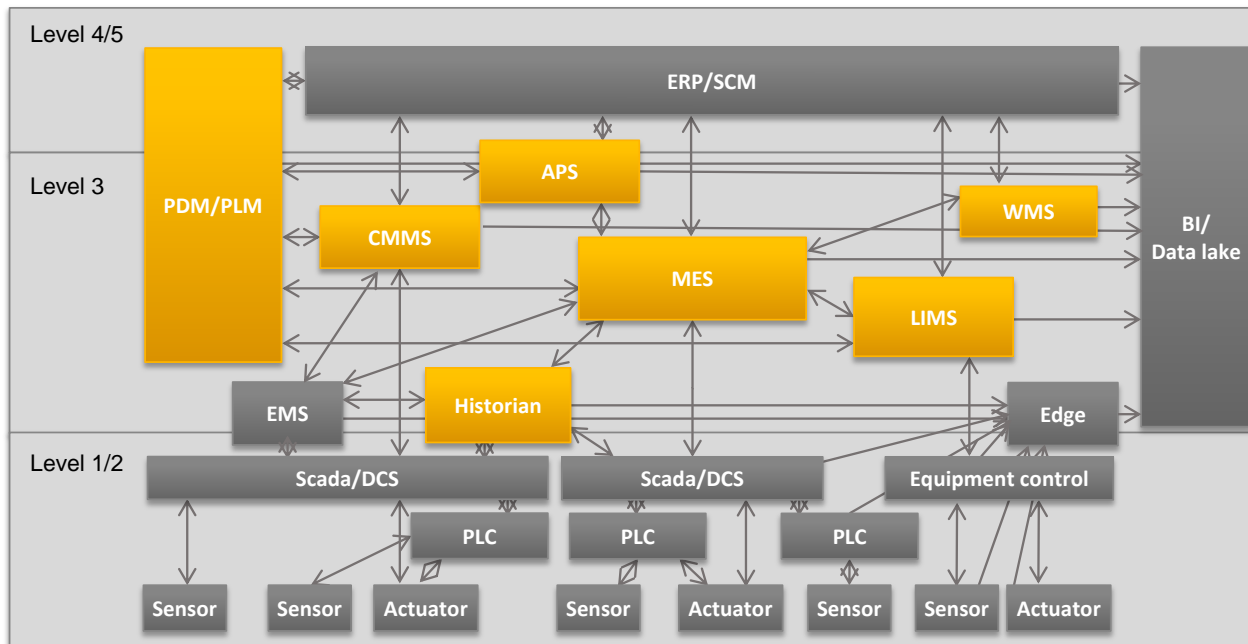 Level 4/5
ERP/SCM
Level 3
APS
PDM/PLM
WMS
CMMS
BI/
Data lake
MES
LIMS
EMS
Historian
Edge
Level 1/2
Scada/DCS
Scada/DCS
Equipment control
PLC
PLC
PLC
Sensor
Sensor
Actuator
Sensor
Actuator
Sensor
Sensor
Actuator